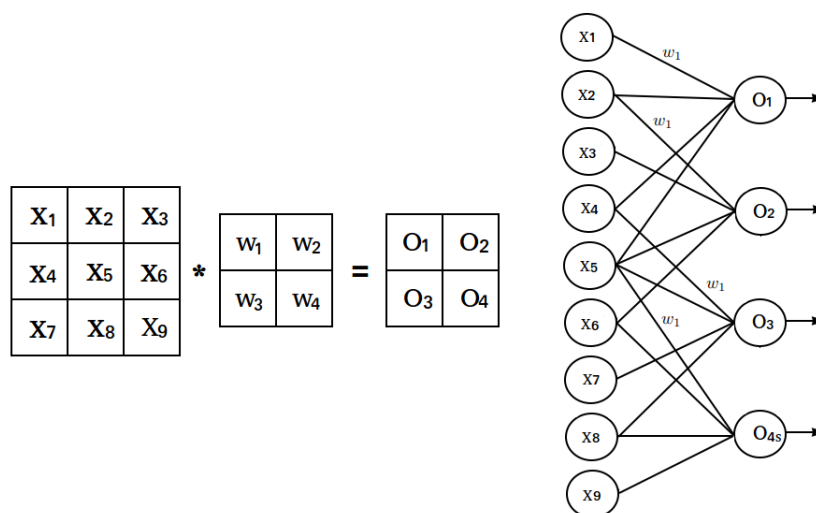 X1 X2 X3
X4 X5 X6
X7 X8 X9
*
w1 w2
w3 w4
=
O1 O2
O3 O4
X1
w1
X2
O1
w1
X3
X4
O2
X5
w1
X6
w1
O3
X7
X8
O4s
X9